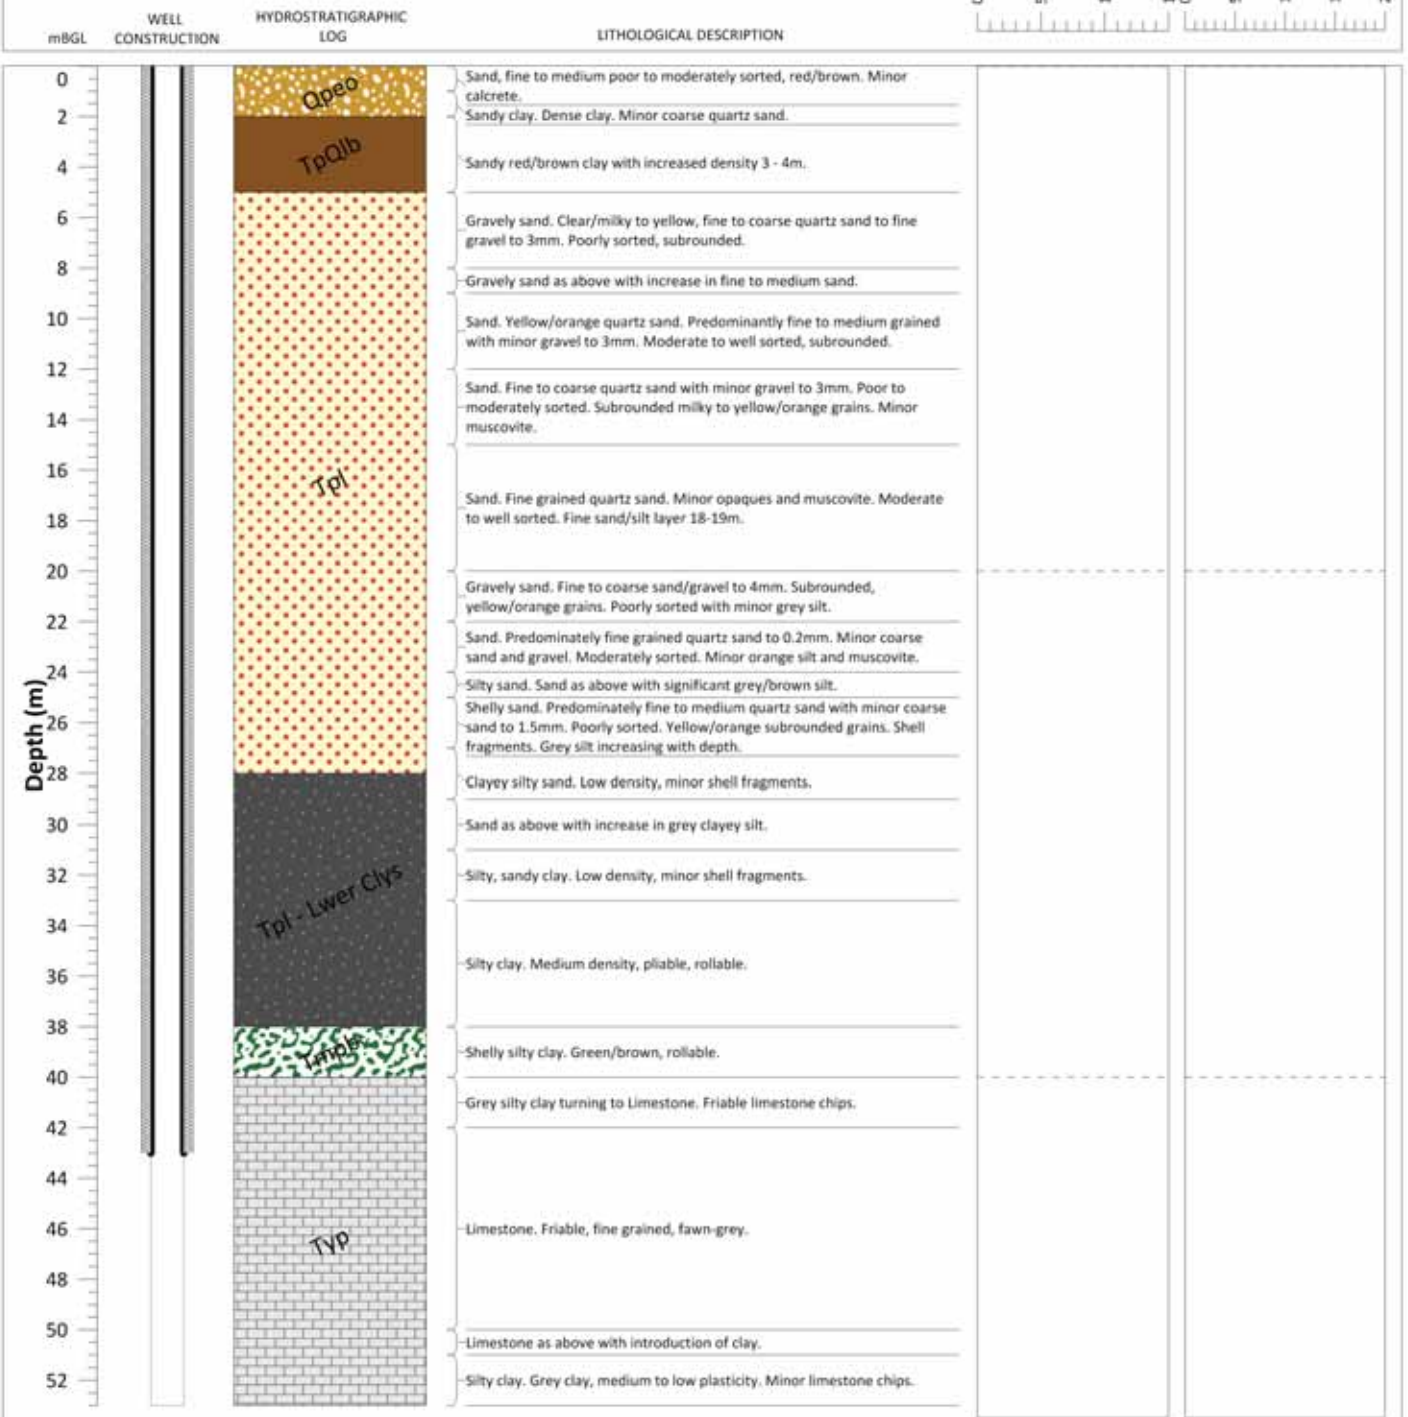 WELL
CONSTRUCTION
HYDROSTRATIGRAPHIC
LOG
mBGL
LITHOLOGICAL DESCRIPTION
0
Qpeo
Sand, fine to medium poor to moderately sorted, red/brown. Minor
calcrete.
2
Sandy clay. Dense clay. Minor coarse quartz sand.
4
TpQlb
Sandy red/brown clay with increased density 3 - 4m.
6
Gravely sand. Clear/milky to yellow, fine to coarse quartz sand to fine
gravel to 3mm. Poorly sorted, subrounded.
8
Gravely sand as above with increase in fine to medium sand.
10
Sand. Yellow/orange quartz sand. Predominantly fine to medium grained
with minor gravel to 3mm. Moderate to well sorted, subrounded.
12
Sand. Fine to coarse quartz sand with minor gravel to 3mm. Poor to
moderately sorted. Subrounded milky to yellow/orange grains. Minor
muscovite.
14
16
Tpl
Sand. Fine grained quartz sand. Minor opaques and muscovite. Moderate
to well sorted. Fine sand/silt layer 18-19m.
18
20
Gravely sand. Fine to coarse sand/gravel to 4mm. Subrounded,
yellow/orange grains. Poorly sorted with minor grey silt.
22
Sand. Predominately fine grained quartz sand to 0.2mm. Minor coarse
sand and gravel. Moderately sorted. Minor orange silt and muscovite.
24
Silty sand. Sand as above with significant grey/brown silt.
Depth (m)
Shelly sand. Predominately fine to medium quartz sand with minor coarse
sand to 1.5mm. Poorly sorted. Yellow/orange subrounded grains. Shell
fragments. Grey silt increasing with depth.
26
28
Clayey silty sand. Low density, minor shell fragments.
30
Sand as above with increase in grey clayey silt.
32
Silty, sandy clay. Low density, minor shell fragments.
Tpl - Lwer Clys
34
36
Silty clay. Medium density, pliable, rollable.
38
Shelly silty clay. Green/brown, rollable.
40
Grey silty clay turning to Limestone. Friable limestone chips.
42
44
46
Typ
Limestone. Friable, fine grained, fawn-grey.
48
50
Limestone as above with introduction of clay.
52
Silty clay. Grey clay, medium to low plasticity. Minor limestone chips.